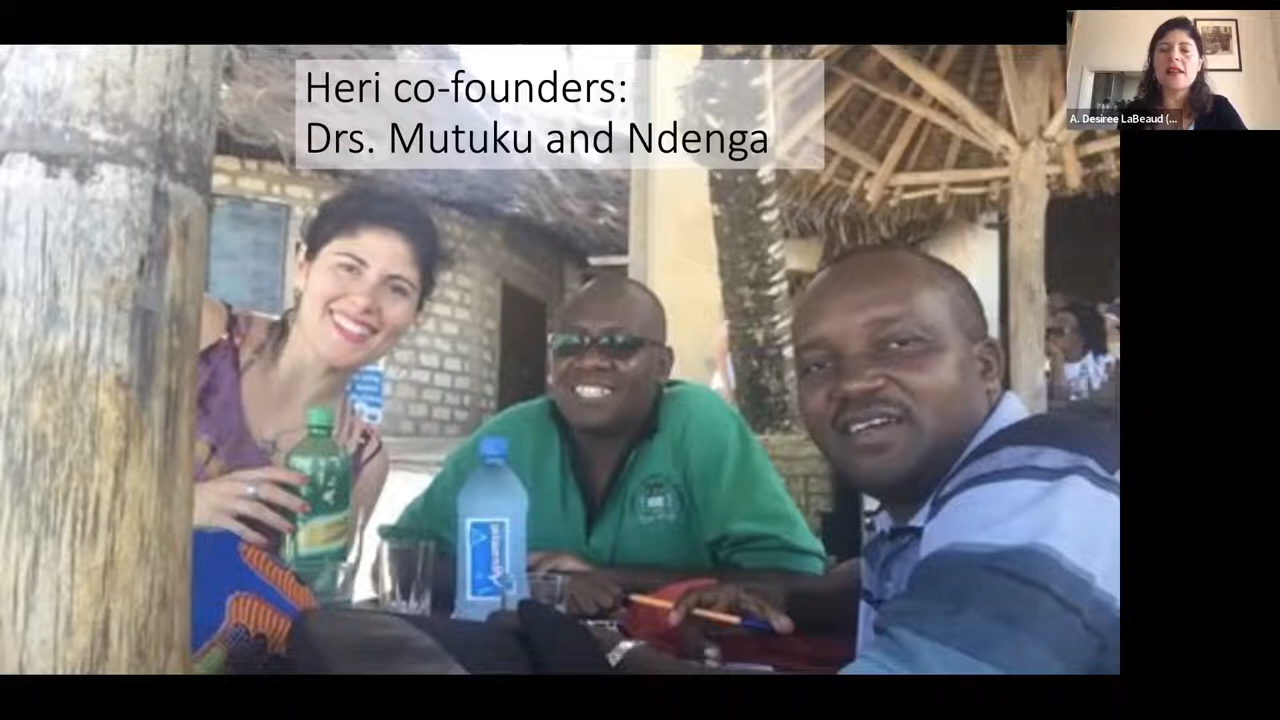 Heri co-founders:
Drs. Mutuku and Ndenga
A. Desiree LaBeaud (...